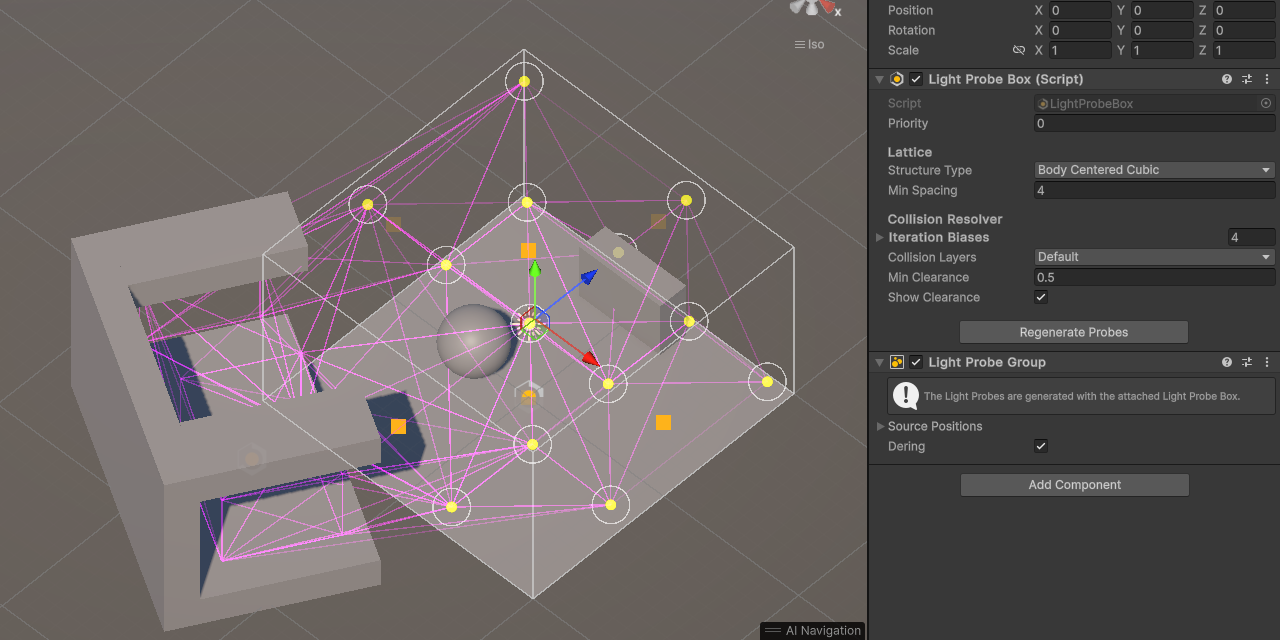 x
Iso
AI Navigation
Position X 0 Y 0 Z 0
Rotation X 0 Y 0 Z 0
Scale X 1 Y 1 Z 1
Light Probe Box (Script)
Script LightProbeBox
Priority 0
Lattice
Structure Type Body Centered Cubic
Min Spacing 4
Collision Resolver
Iteration Biases 4
Collision Layers Default
Min Clearance 0.5
Show Clearance
Regenerate Probes
Light Probe Group
The Light Probes are generated with the attached Light Probe Box.
Source Positions
Dering
Add Component